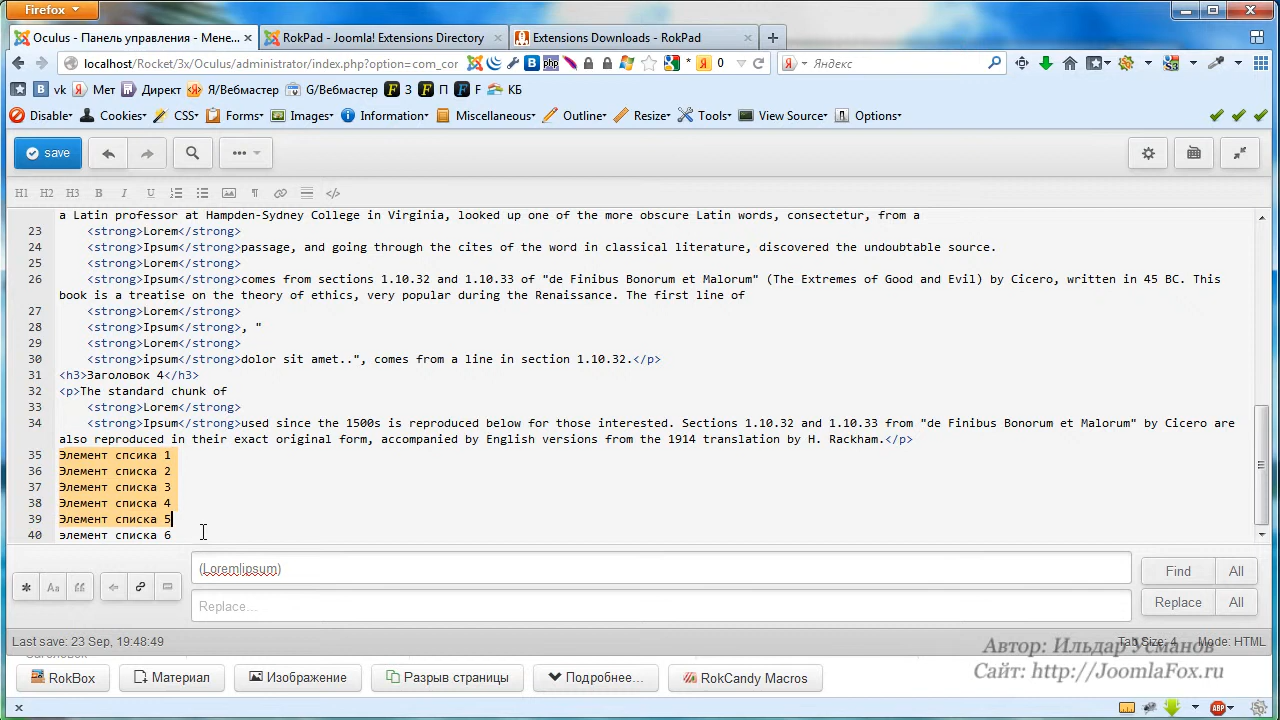 Firefox
Oculus - Панель управления - Мене...
RokPad - Joomla! Extensions Directory
Extensions Downloads - RokPad
localhost/Rocket/3x/Oculus/administrator/index.php?option=com_cor
php
0
Яндекс
vk
Мет
Директ
Я/Вебмастер
G/Вебмастер
З
П
F
КБ
Disable
Cookies
CSS
Forms
Images
Information
Miscellaneous
Outline
Resize
Tools
View Source
Options
save
H1 H2 H3 B I U
a Latin professor at Hampden-Sydney College in Virginia, looked up one of the more obscure Latin words, consectetur, from a
23 <strong>Lorem</strong>
24 <strong>Ipsum</strong>passage, and going through the cites of the word in classical literature, discovered the undoubtable source.
25 <strong>Lorem</strong>
26 <strong>Ipsum</strong>comes from sections 1.10.32 and 1.10.33 of "de Finibus Bonorum et Malorum" (The Extremes of Good and Evil) by Cicero, written in 45 BC. This
book is a treatise on the theory of ethics, very popular during the Renaissance. The first line of
27 <strong>Lorem</strong>
28 <strong>Ipsum</strong>, "
29 <strong>Lorem</strong>
30 <strong>ipsum</strong>dolor sit amet..", comes from a line in section 1.10.32.</p>
31 <h3>Заголовок 4</h3>
32 <p>The standard chunk of
33 <strong>Lorem</strong>
34 <strong>Ipsum</strong>used since the 1500s is reproduced below for those interested. Sections 1.10.32 and 1.10.33 from "de Finibus Bonorum et Malorum" by Cicero are
also reproduced in their exact original form, accompanied by English versions from the 1914 translation by H. Rackham.</p>
35 Элемент спсика 1
36 Элемент списка 2
37 Элемент списка 3
38 Элемент списка 4
39 Элемент списка 5
40 элемент списка 6
(Loremlipsum)
Find
All
Aa
Replace...
Replace
All
Last save: 23 Sep, 19:48:49
Tab Size: 4
Mode: HTML
Автор: Ильдар Усманов
Сайт: http://JoomlaFox.ru
RokBox
Материал
Изображение
Разрыв страницы
Подробнее...
RokCandy Macros
ABP